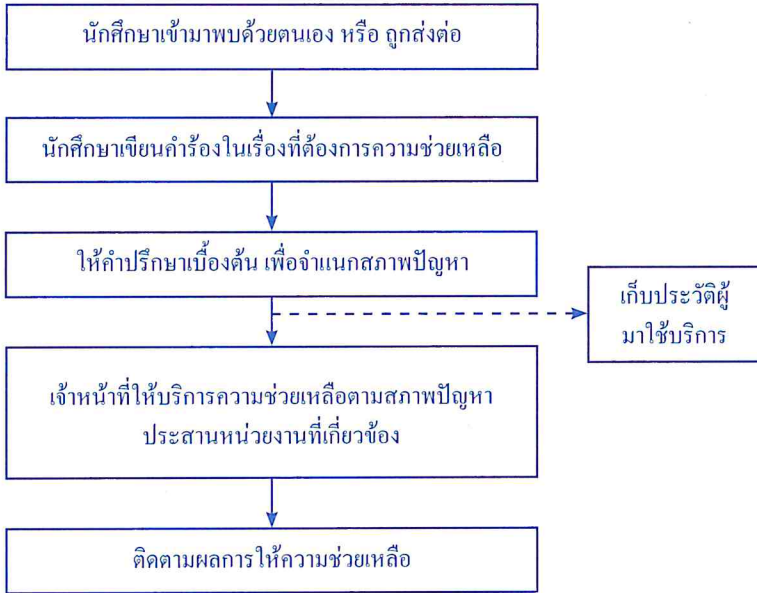 นักศึกษาเข้ามาพบด้วยตนเอง หรือ ถูกส่งต่อ
นักศึกษาเขียนคำร้องในเรื่องที่ต้องการความช่วยเหลือ
ให้คำปรึกษาเบื้องต้น เพื่อจำแนกสภาพปัญหา
เก็บประวัติผู้
มาใช้บริการ
เจ้าหน้าที่ให้บริการความช่วยเหลือตามสภาพปัญหา
ประสานหน่วยงานที่เกี่ยวข้อง
ติดตามผลการให้ความช่วยเหลือ